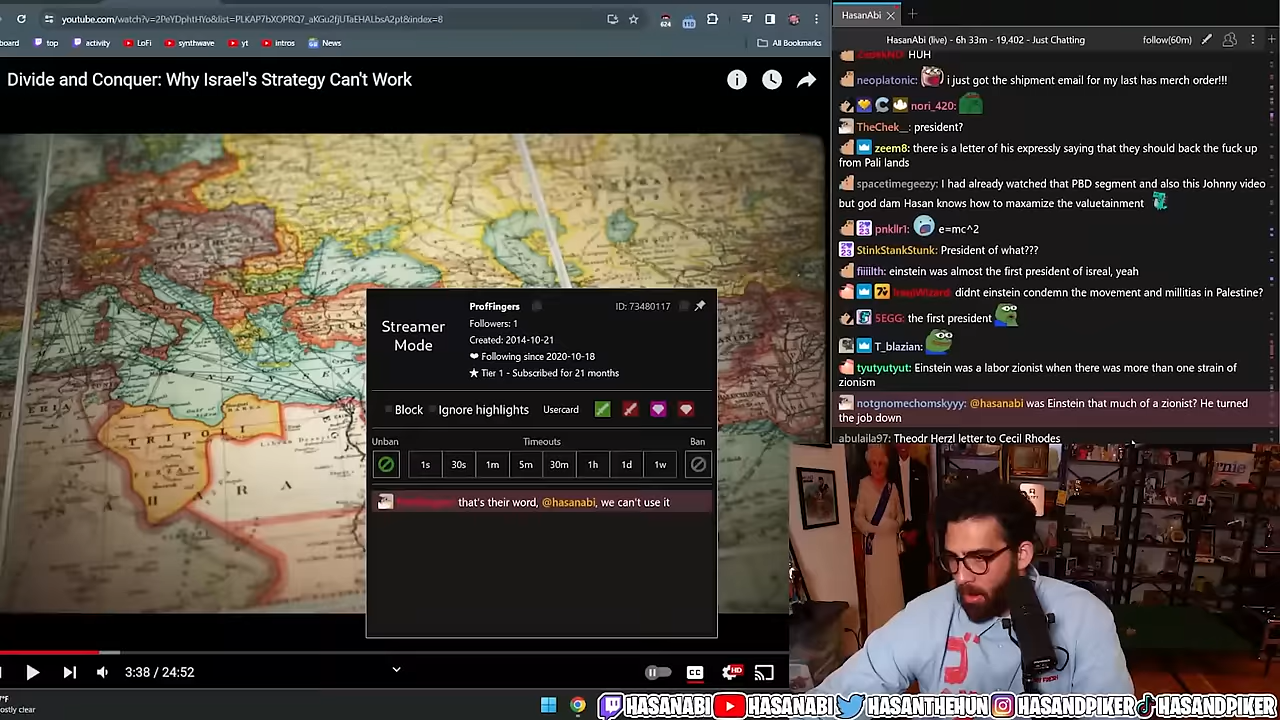 youtube.com/watch?v=2PeYDphtHYo&list=PLKAP7bXOPRQ7_aKGu2fjUTaEHALbsA2pt&index=8
624
110
board
top
activity
LoFi
synthwave
yt
intros
News
All Bookmarks
Divide and Conquer: Why Israel's Strategy Can't Work
TRIPOLI
HARA
Streamer
Mode
ProfFingers
ID: 73480117
Followers: 1
Created: 2014-10-21
Following since 2020-10-18
Tier 1 - Subscribed for 21 months
Block
Ignore highlights
Usercard
Unban
Timeouts
Ban
1s
30s
1m
5m
30m
1h
1d
1w
that's their word, @hasanabi, we can't use it
3:38 / 24:52
CC
HD
HasanAbi
HasanAbi (live) - 6h 33m - 19,402 - Just Chatting
follow(60m)
HUH
neoplatonic: i just got the shipment email for my last has merch order!!!
nori_420:
TheChek_: president?
zeem8: there is a letter of his expressly saying that they should back the fuck up
from Pali lands
spacetimegeezy: I had already watched that PBD segment and also this Johnny video
but god dam Hasan knows how to maxamize the valuetainment
pnkllr1: e=mc^2
StinkStankStunk: President of what???
fiiiilth: einstein was almost the first president of isreal, yeah
IraqiWizard: didnt einstein condemn the movement and millitias in Palestine?
5EGG: the first president
T_blazian:
tyutyutyut: Einstein was a labor zionist when there was more than one strain of
zionism
notgnomechomskyyy: @hasanabi was Einstein that much of a zionist? He turned
the job down
abulaila97: Theodr Herzl letter to Cecil Rhodes
°F
ostly clear
HASANABI
HASANABI
HASANTHEHUN
HASANDPIKER
HASANDPIKER